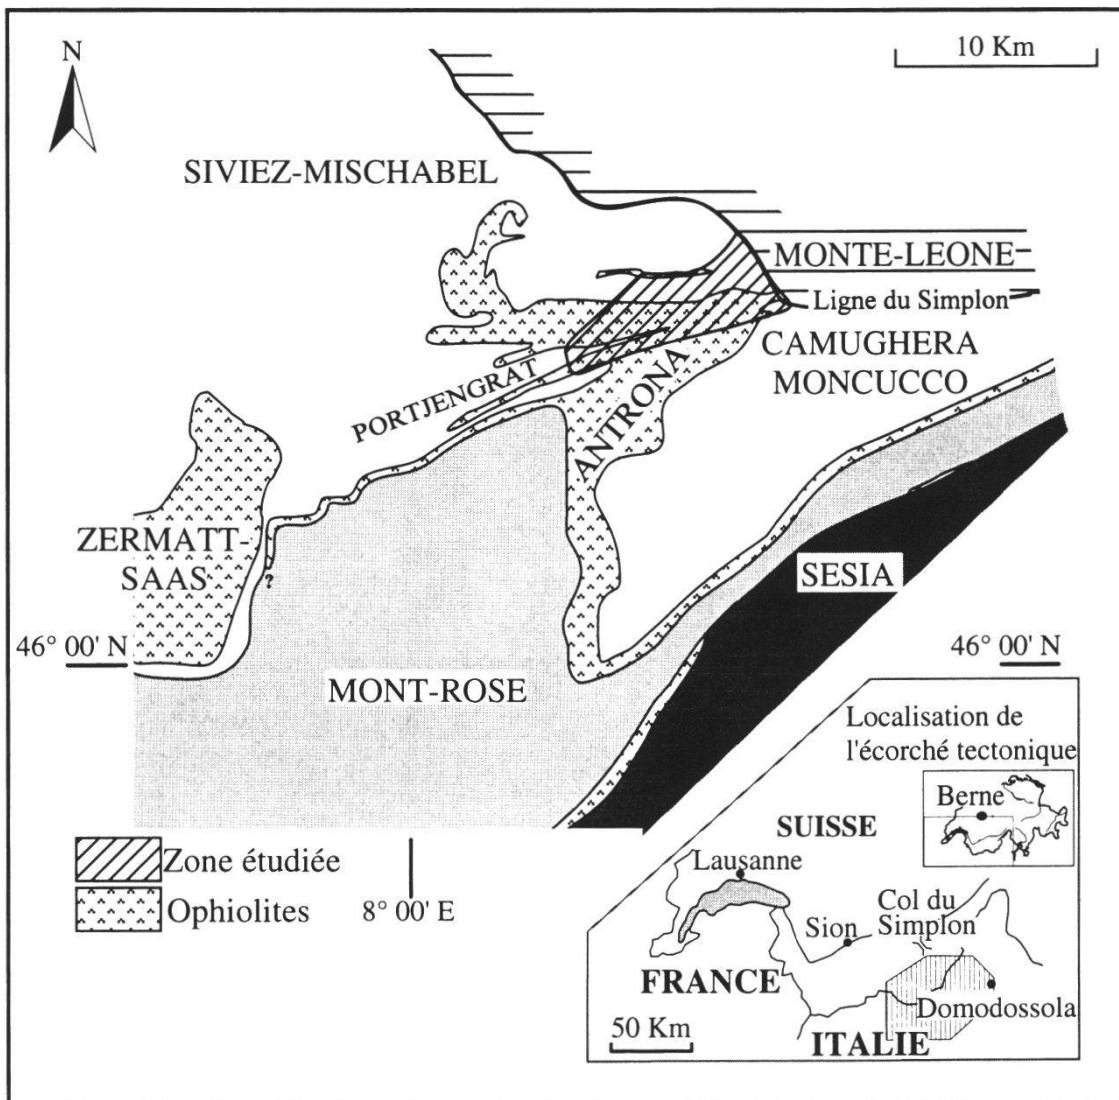 N
10 Km
SIVIEZ-MISCHABEL
MONTE-LEONE
Ligne du Simplon
CAMUGHERA
MONCUCCO
PORTJENGRAT
ANTRONA
ZERMATT-
SAAS
?
SESIA
46° 00' N
46° 00' N
MONT-ROSE
Localisation de
l'écorché tectonique
Berne
SUISSE
Zone étudiée
Ophiolites
8° 00' E
Lausanne
Col du
Simplon
Sion
FRANCE
Domodossola
50 Km
ITALIE